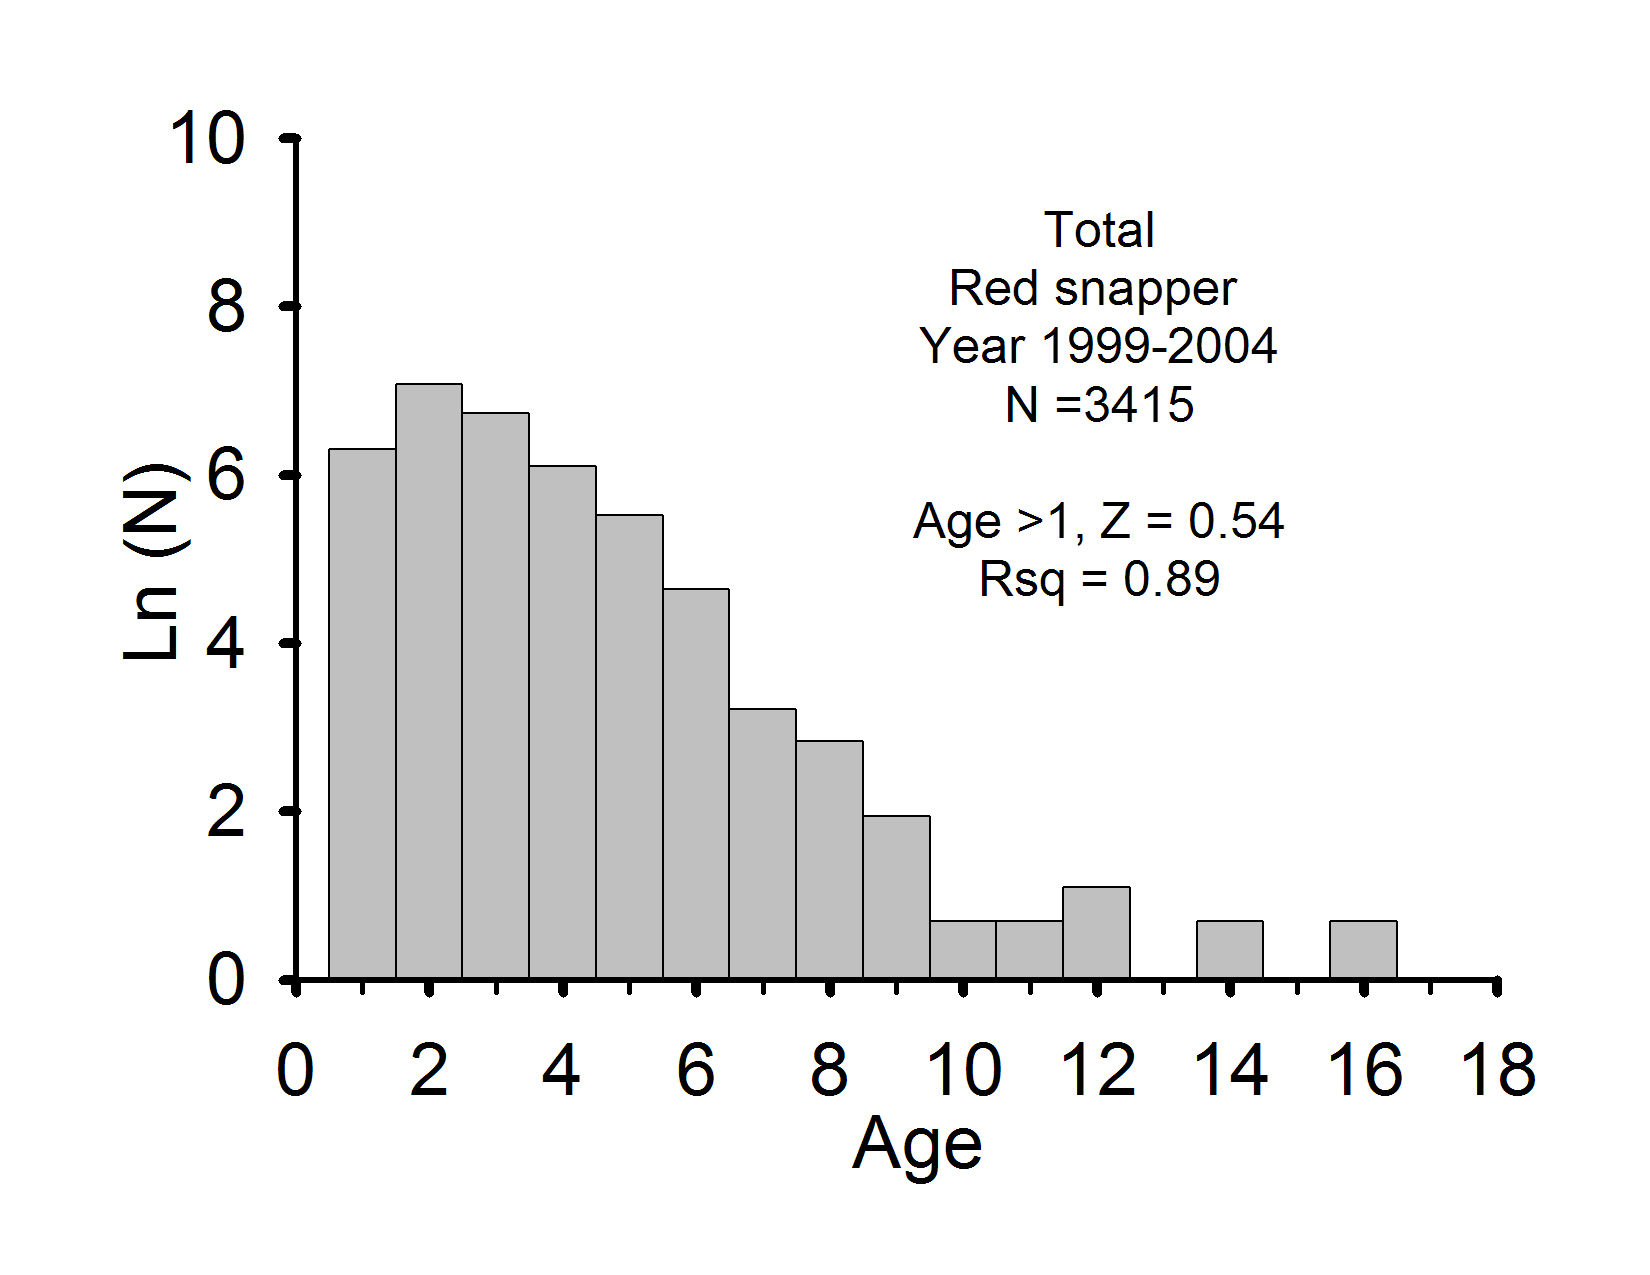 Total
Red snapper
Year 1999-2004
N =3415
Age >1, Z = 0.54
Rsq = 0.89
Ln (N)
10
8
6
4
2
0
0 2 4 6 8 10 12 14 16 18
Age